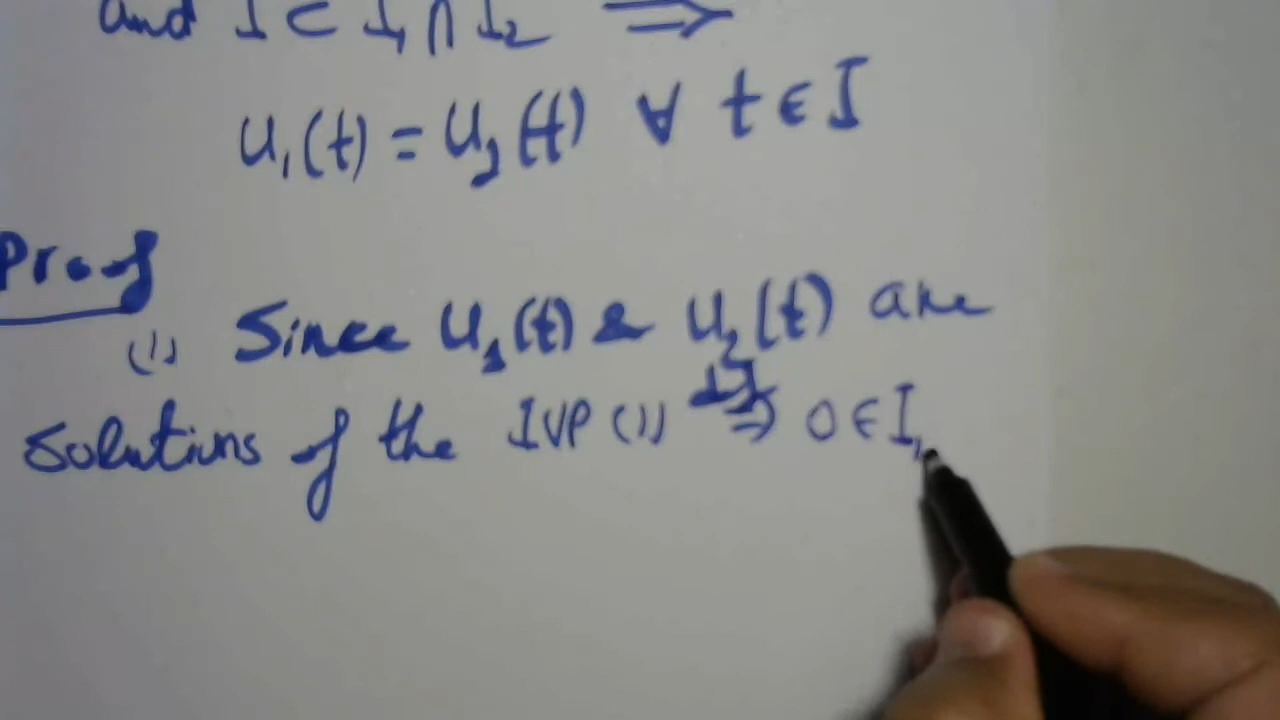 and I ⊂ I₁ ∩ I₂ ⟹
u₁(t) = u₂(t) ∀ t ∈ I
Proof
(1) Since u₁(t) & u₂(t) are
solutions of the IVP (1) ⇒ 0 ∈ I₁